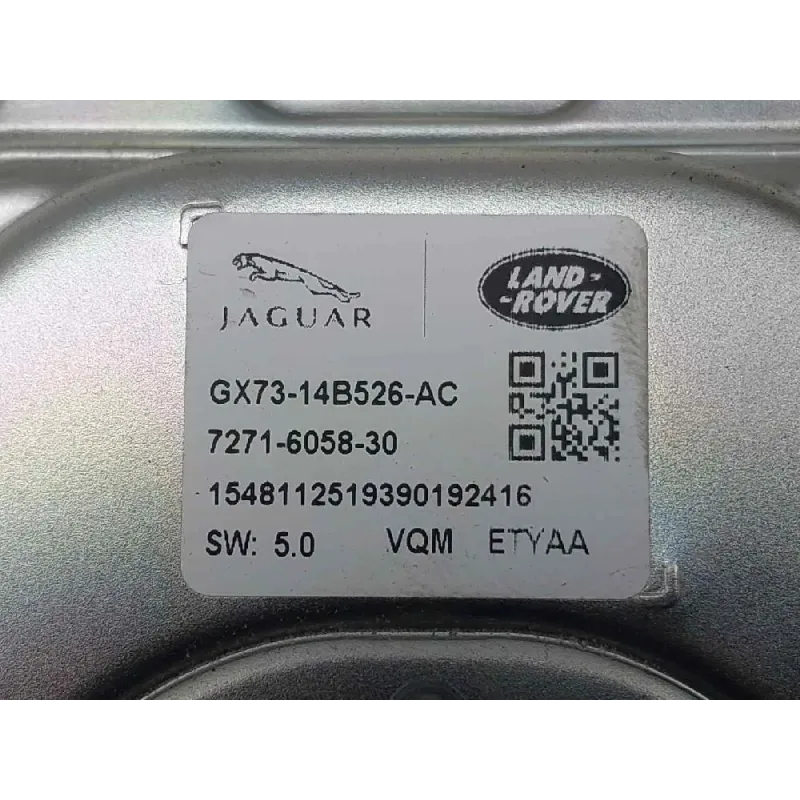 JAGUAR
LAND-
-ROVER
GX73-14B526-AC
7271-6058-30
1548112519390192416
SW: 5.0 VQM ETYAA